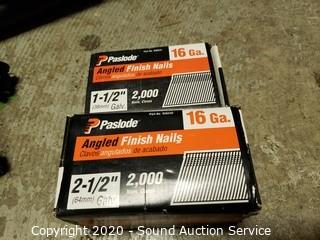 Paslode
16 Ga.
Angled Finish Nails
Clavos angulados de acabado
1-1/2"
(38mm) Galv.
2,000
Paslode
16 Ga.
Angled Finish Nails
Clavos angulados de acabado
2-1/2"
(64mm) Galv.
2,000
Copyright 2020 - Sound Auction Service